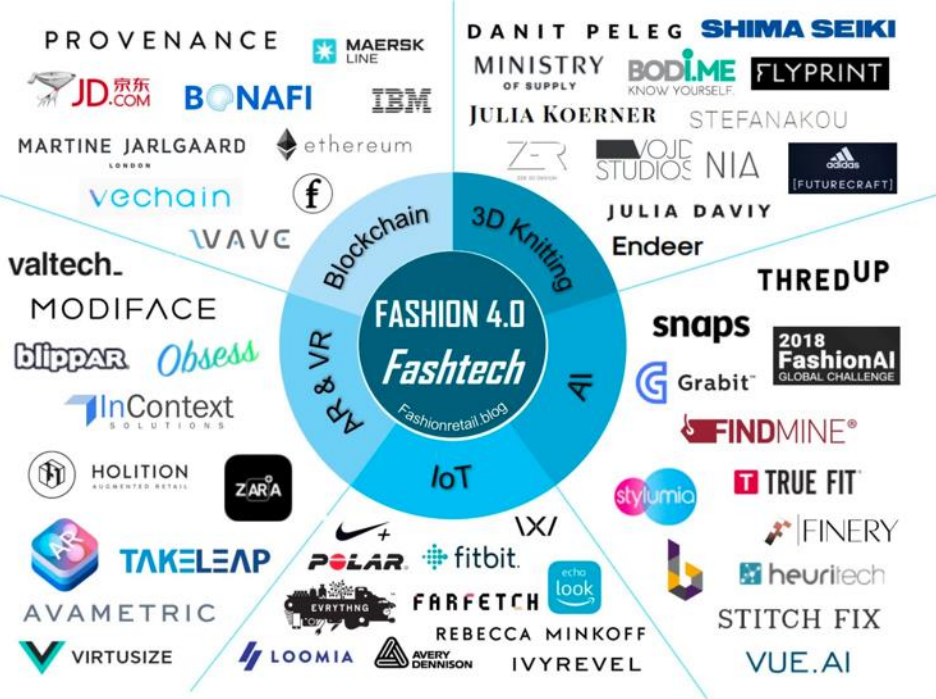 PROVENANCE
MAERSK
LINE
JD.COM
京东
BONAFI
IBM
MARTINE JARLGAARD
LONDON
ethereum
vechain
f
WAVE
DANIT PELEG
SHIMA SEIKI
MINISTRY
OF SUPPLY
BODI.ME
KNOW YOURSELF.
FLYPRINT
JULIA KOERNER
STEFANAKOU
ZER
VOJD
STUDIOS
NIA
adidas
[FUTURECRAFT]
JULIA DAVIY
Endeer
Blockchain
3D Knitting
AI
IoT
AR & VR
FASHION 4.0
Fashtech
Fashionretail.blog
valtech_
MODIFACE
blippAR
Obsess
InContext
SOLUTIONS
HOLITION
AUGMENTED RETAIL
ZARA
AR
TAKELEAP
AVAMETRIC
VIRTUSIZE
THREDUP
snaps
2018
FashionAI
GLOBAL CHALLENGE
Grabit™
FINDMINE®
stylumia
T TRUE FIT
FINERY
b
heuritech
STITCH FIX
VUE.AI
+
\X/
POLAR®
fitbit.
echo
look
EVRYTHNG
FARFETCH
REBECCA MINKOFF
LOOMIA
AVERY
DENNISON
IVYREVEL